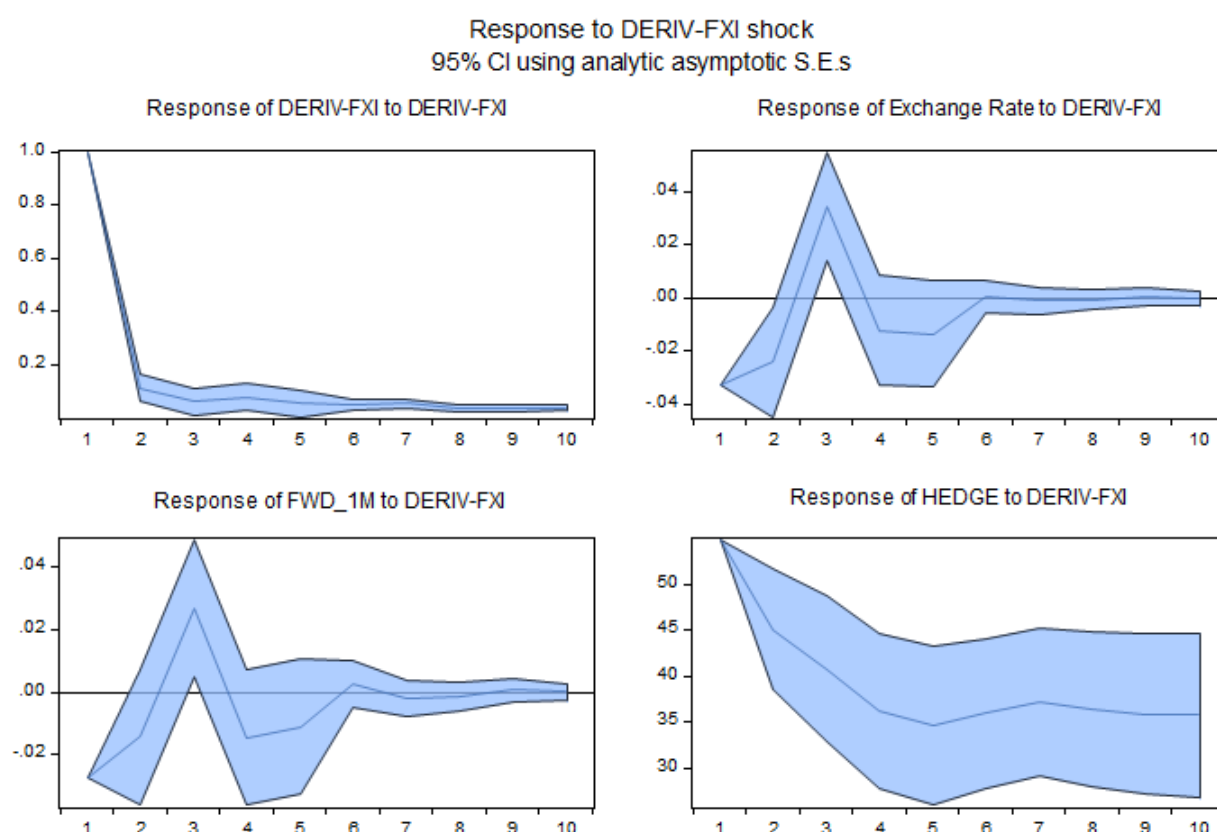 Response to DERIV-FXI shock
95% CI using analytic asymptotic S.E.s
Response of DERIV-FXI to DERIV-FXI
1.0
0.8
0.6
0.4
0.2
1 2 3 4 5 6 7 8 9 10
Response of Exchange Rate to DERIV-FXI
.04
.02
.00
-.02
-.04
1 2 3 4 5 6 7 8 9 10
Response of FWD_1M to DERIV-FXI
.04
.02
.00
-.02
1 2 3 4 5 6 7 8 9 10
Response of HEDGE to DERIV-FXI
50
45
40
35
30
1 2 3 4 5 6 7 8 9 10